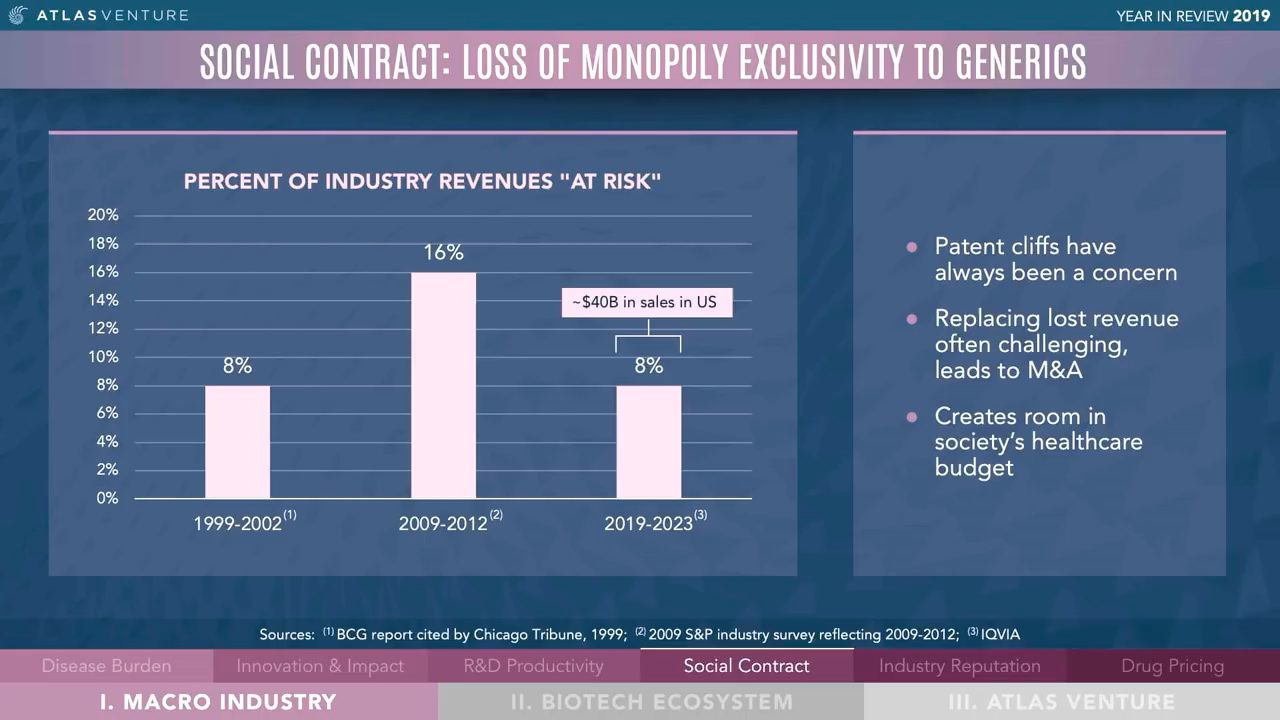 ATLAS VENTURE
YEAR IN REVIEW 2019
SOCIAL CONTRACT: LOSS OF MONOPOLY EXCLUSIVITY TO GENERICS
PERCENT OF INDUSTRY REVENUES "AT RISK"
20%
18%
16%
14%
12%
10%
8%
6%
4%
2%
0%
8%
16%
~$40B in sales in US
8%
1999-2002(1)
2009-2012(2)
2019-2023(3)
Patent cliffs have
always been a concern
Replacing lost revenue
often challenging,
leads to M&A
Creates room in
society’s healthcare
budget
Sources: (1) BCG report cited by Chicago Tribune, 1999; (2) 2009 S&P industry survey reflecting 2009-2012; (3) IQVIA
Disease Burden
Innovation & Impact
R&D Productivity
Social Contract
Industry Reputation
Drug Pricing
I. MACRO INDUSTRY
II. BIOTECH ECOSYSTEM
III. ATLAS VENTURE